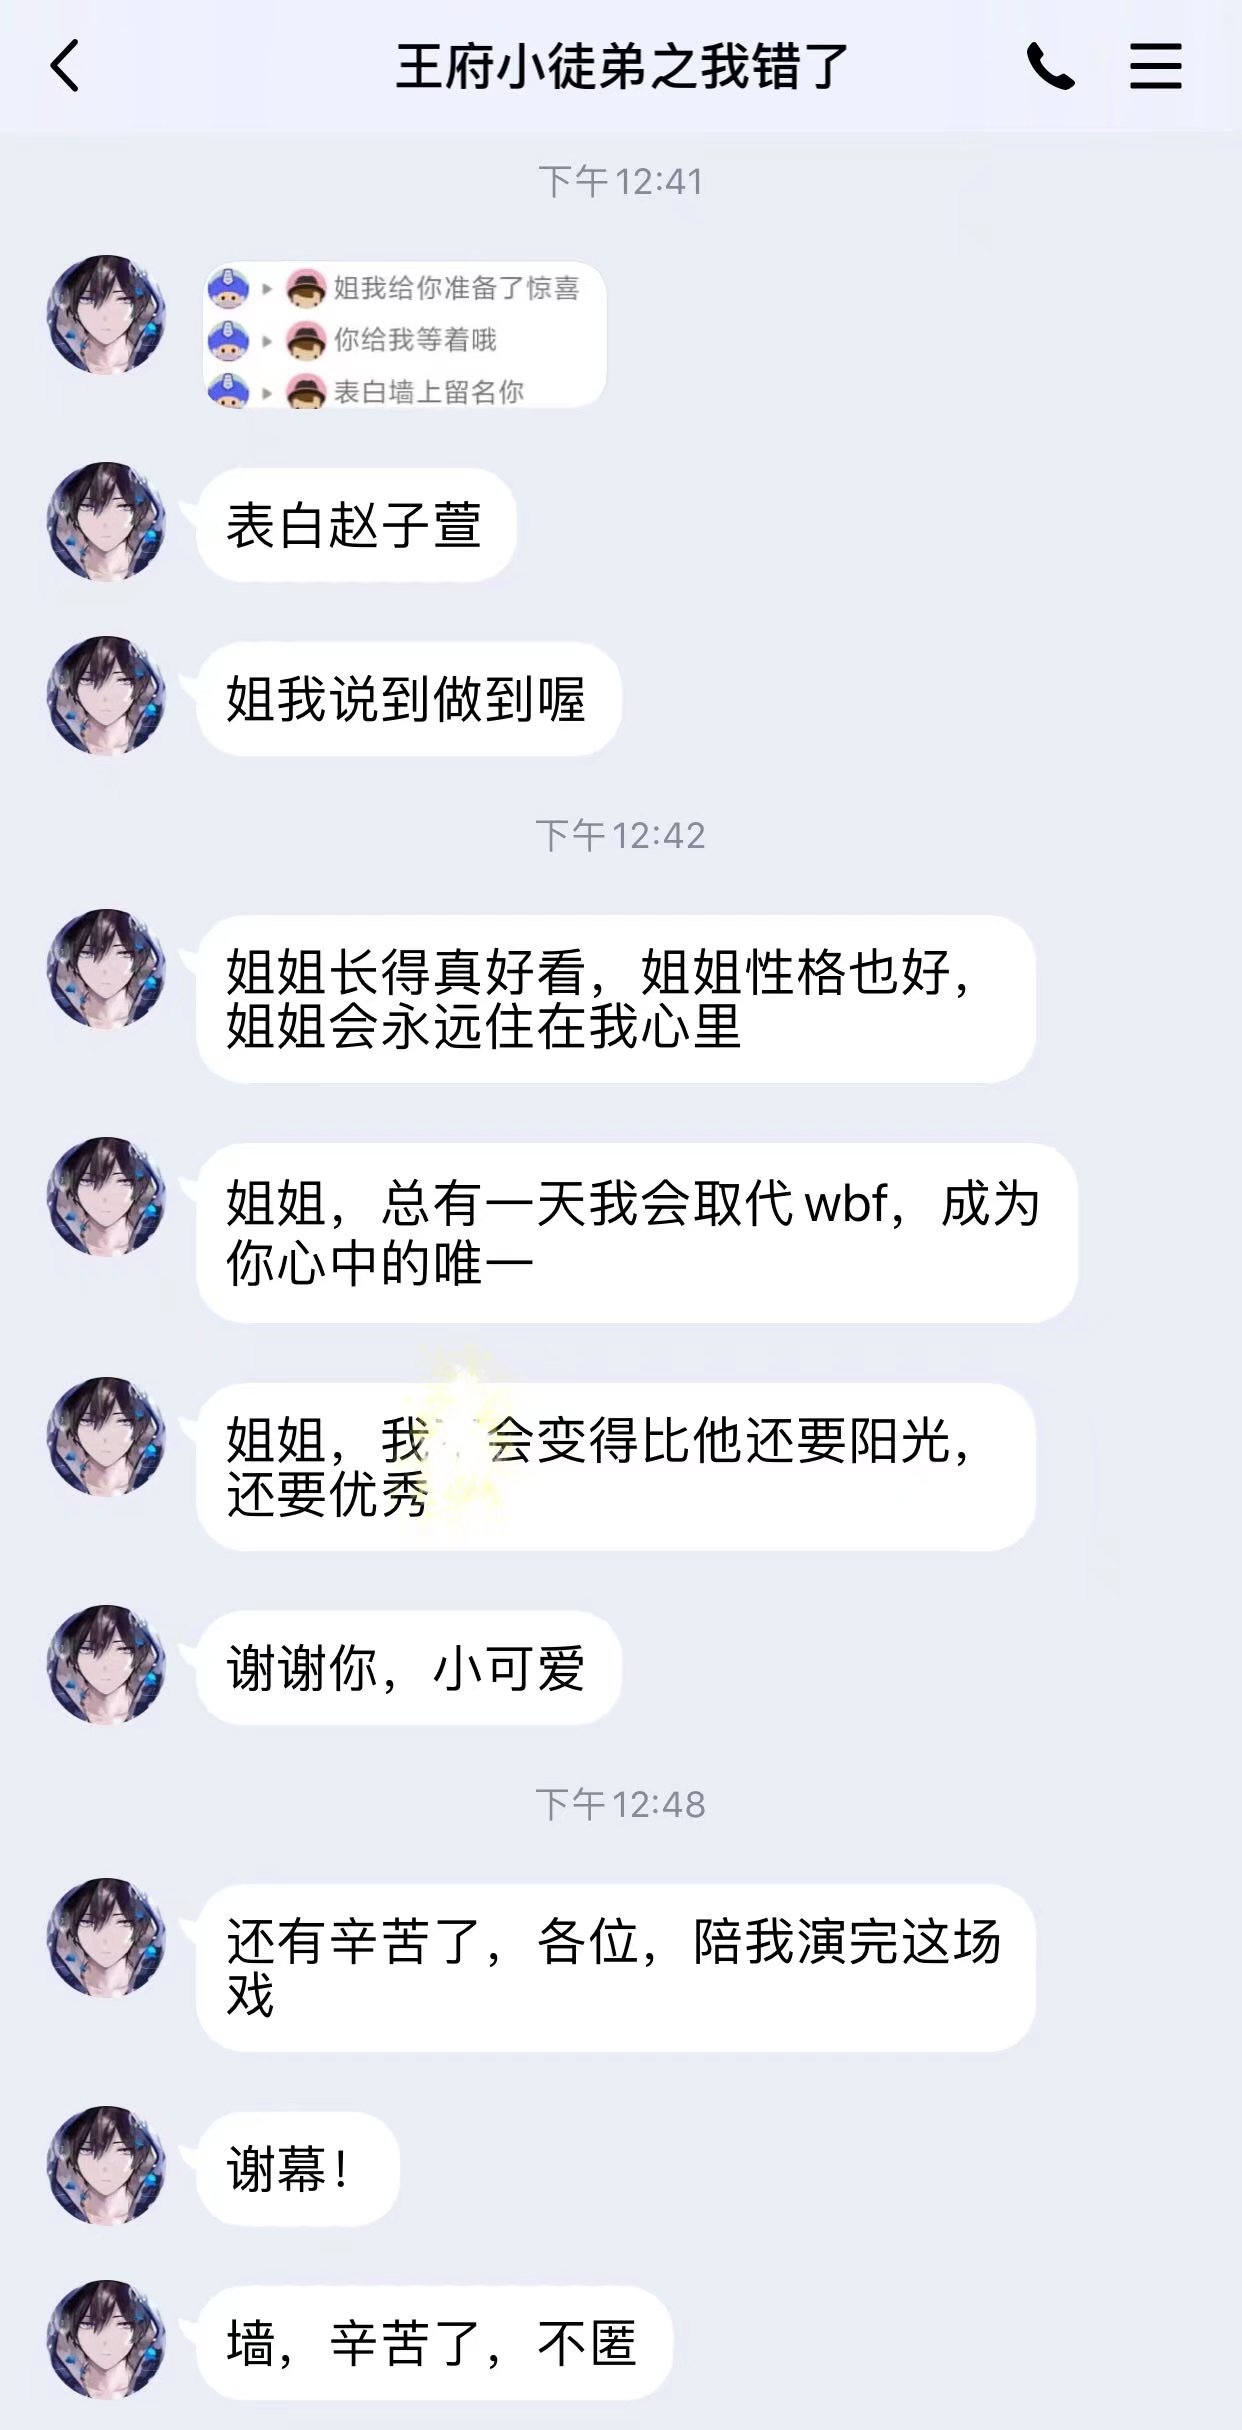 王府小徒弟之我错了
下午12:41
姐我给你准备了惊喜
你给我等着哦
表白墙上留名你
表白赵子萱
姐我说到做到喔
下午12:42
姐姐长得真好看，姐姐性格也好，
姐姐会永远住在我心里
姐姐，总有一天我会取代wbf，成为
你心中的唯一
姐姐，我 会变得比他还要阳光，
还要优秀
谢谢你，小可爱
下午12:48
还有辛苦了，各位，陪我演完这场
戏
谢幕！
墙，辛苦了，不匿